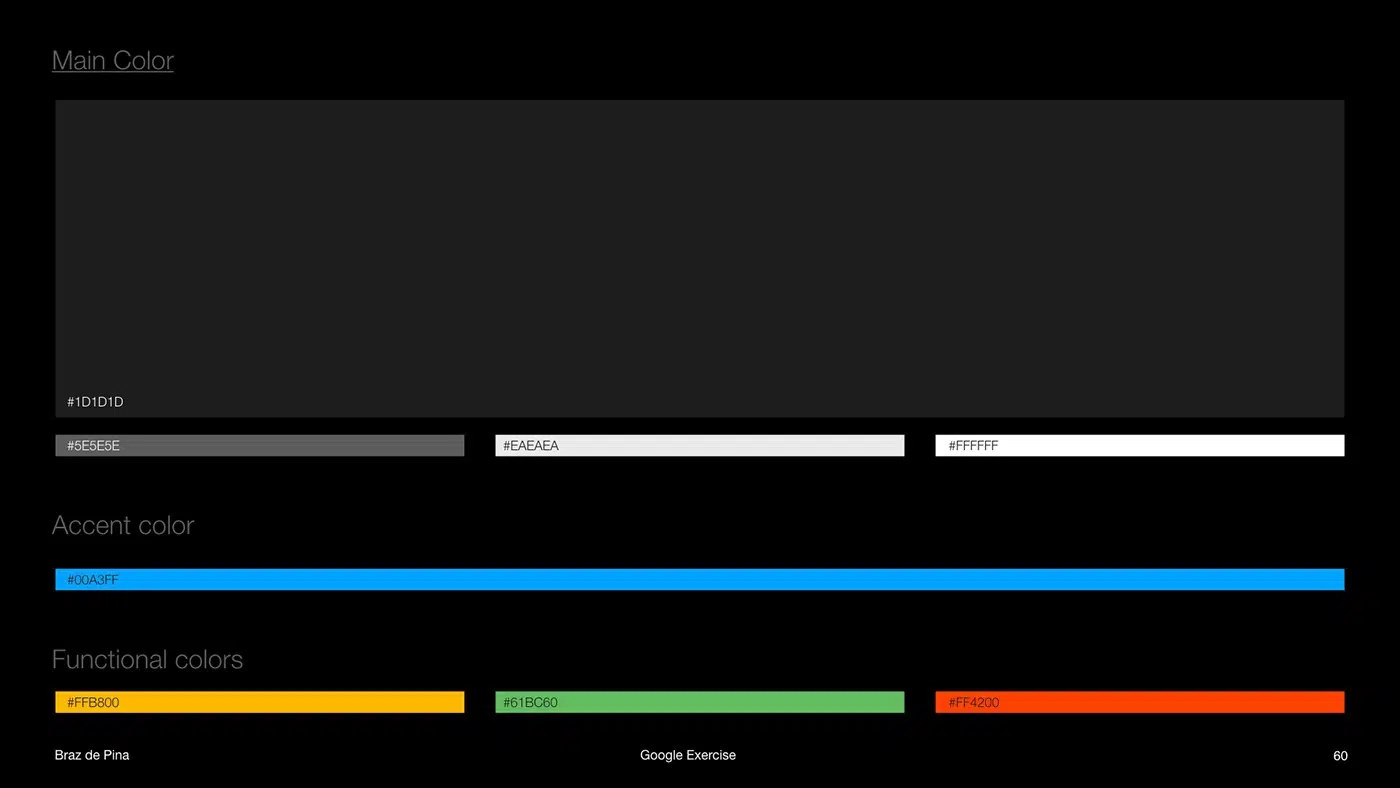 Main Color
#1D1D1D
#5E5E5E
#EAEAEA
#FFFFFF
Accent color
#00A3FF
Functional colors
#FFB800
#61BC60
#FF4200
Braz de Pina
Google Exercise
60